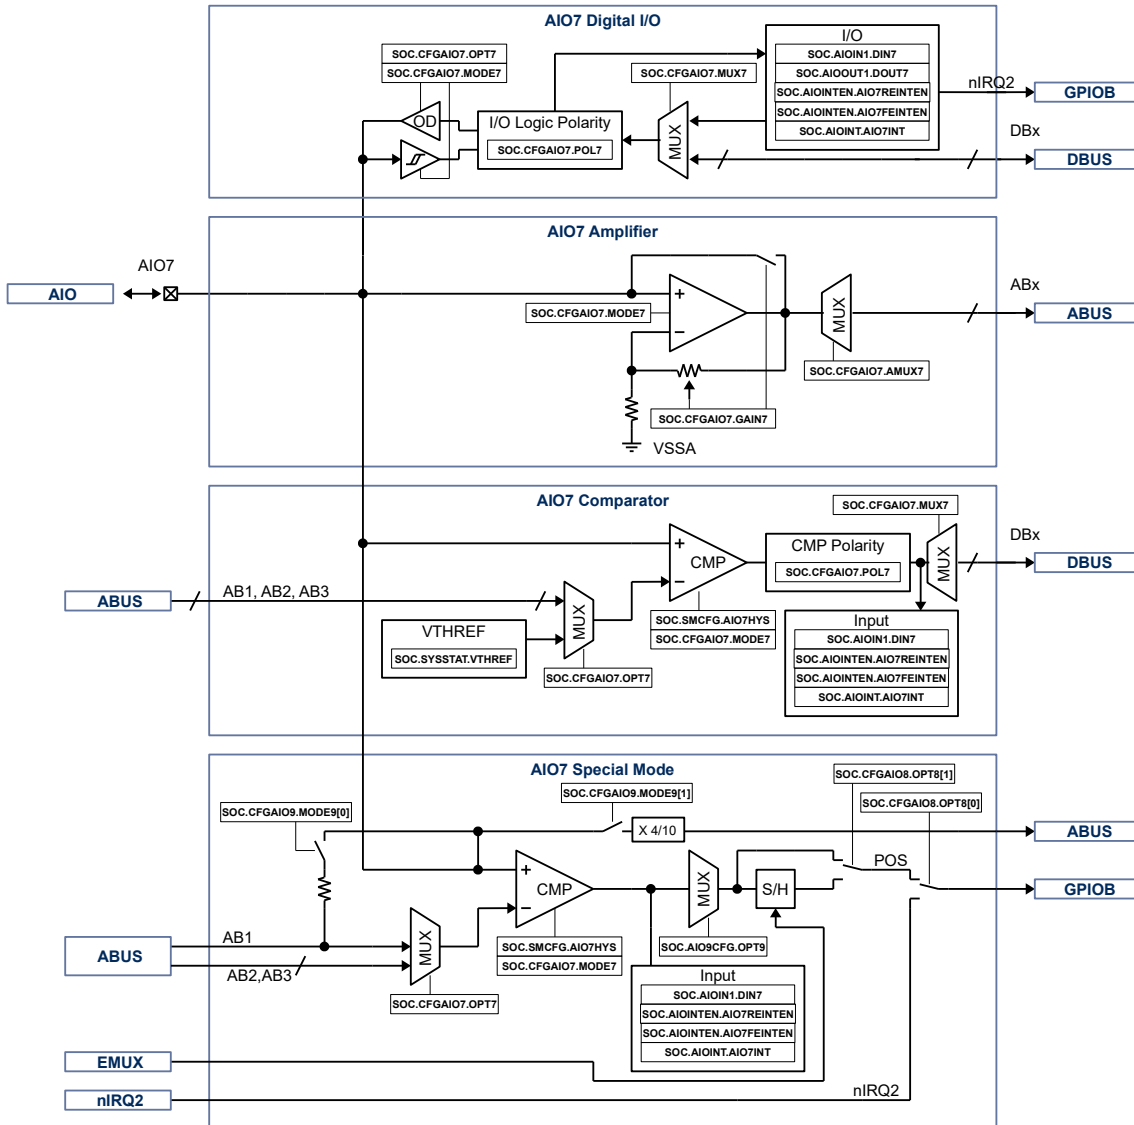 AIO7 Digital I/O
SOC.CFGAIO7.OPT7
SOC.CFGAIO7.MODE7
OD
I/O Logic Polarity
SOC.CFGAIO7.POL7
SOC.CFGAIO7.MUX7
MUX
I/O
SOC.AIOIN1.DIN7
SOC.AIOOUT1.DOUT7
SOC.AIOINTEN.AIO7REINTEN
SOC.AIOINTEN.AIO7FEINTEN
SOC.AIOINT.AIO7INT
nIRQ2
GPIOB
DBx
DBUS
AIO7 Amplifier
AIO
AIO7
SOC.CFGAIO7.MODE7
+
−
MUX
ABx
ABUS
SOC.CFGAIO7.AMUX7
SOC.CFGAIO7.GAIN7
VSSA
AIO7 Comparator
SOC.CFGAIO7.MUX7
+
−
CMP
CMP Polarity
SOC.CFGAIO7.POL7
MUX
DBx
DBUS
ABUS
AB1, AB2, AB3
MUX
VTHREF
SOC.SYSSTAT.VTHREF
SOC.CFGAIO7.OPT7
SOC.SMCFG.AIO7HYS
SOC.CFGAIO7.MODE7
Input
SOC.AIOIN1.DIN7
SOC.AIOINTEN.AIO7REINTEN
SOC.AIOINTEN.AIO7FEINTEN
SOC.AIOINT.AIO7INT
AIO7 Special Mode
SOC.CFGAIO8.OPT8[1]
SOC.CFGAIO9.MODE9[1]
SOC.CFGAIO9.MODE9[0]
SOC.CFGAIO8.OPT8[0]
X 4/10
ABUS
POS
+
−
CMP
MUX
S/H
GPIOB
ABUS
AB1
AB2,AB3
MUX
SOC.SMCFG.AIO7HYS
SOC.CFGAIO7.MODE7
SOC.AIO9CFG.OPT9
SOC.CFGAIO7.OPT7
Input
SOC.AIOIN1.DIN7
SOC.AIOINTEN.AIO7REINTEN
SOC.AIOINTEN.AIO7FEINTEN
SOC.AIOINT.AIO7INT
EMUX
nIRQ2
nIRQ2